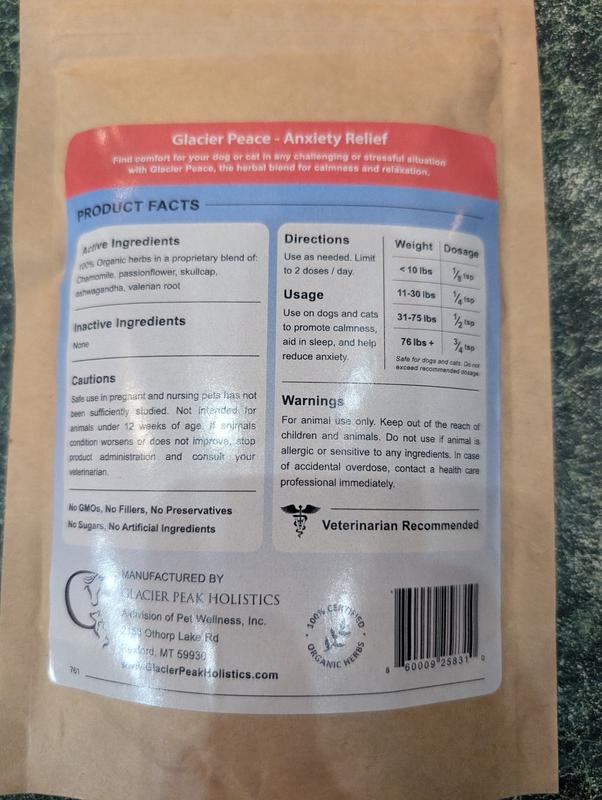 Glacier Peace - Anxiety Relief
Find comfort for your dog or cat in any challenging or stressful situation
with Glacier Peace, the herbal blend for calmness and relaxation.
PRODUCT FACTS
Active Ingredients
100% Organic herbs in a proprietary blend of:
Chamomile, passionflower, skullcap,
ashwagandha, valerian root
Inactive Ingredients
None
Cautions
Safe use in pregnant and nursing pets has not
been sufficiently studied. Not intended for
animals under 12 weeks of age. If animals
condition worsens or does not improve, stop
product administration and consult your
veterinarian.
No GMOs, No Fillers, No Preservatives
No Sugars, No Artificial Ingredients
Directions
Use as needed. Limit
to 2 doses / day.
Usage
Use on dogs and cats
to promote calmness,
aid in sleep, and help
reduce anxiety.
Weight Dosage
< 10 lbs 1/8 tsp
11-30 lbs 1/4 tsp
31-75 lbs 1/2 tsp
76 lbs + 3/4 tsp
Safe for dogs and cats. Do not
exceed recommended dosage.
Warnings
For animal use only. Keep out of the reach of
children and animals. Do not use if animal is
allergic or sensitive to any ingredients. In case
of accidental overdose, contact a health care
professional immediately.
Veterinarian Recommended
MANUFACTURED BY
GLACIER PEAK HOLISTICS
A division of Pet Wellness, Inc.
Othorp Lake Rd
MT 59930
www.GlacierPeakHolistics.com
761
100% CERTIFIED
ORGANIC HERBS
8 60009 25831 0